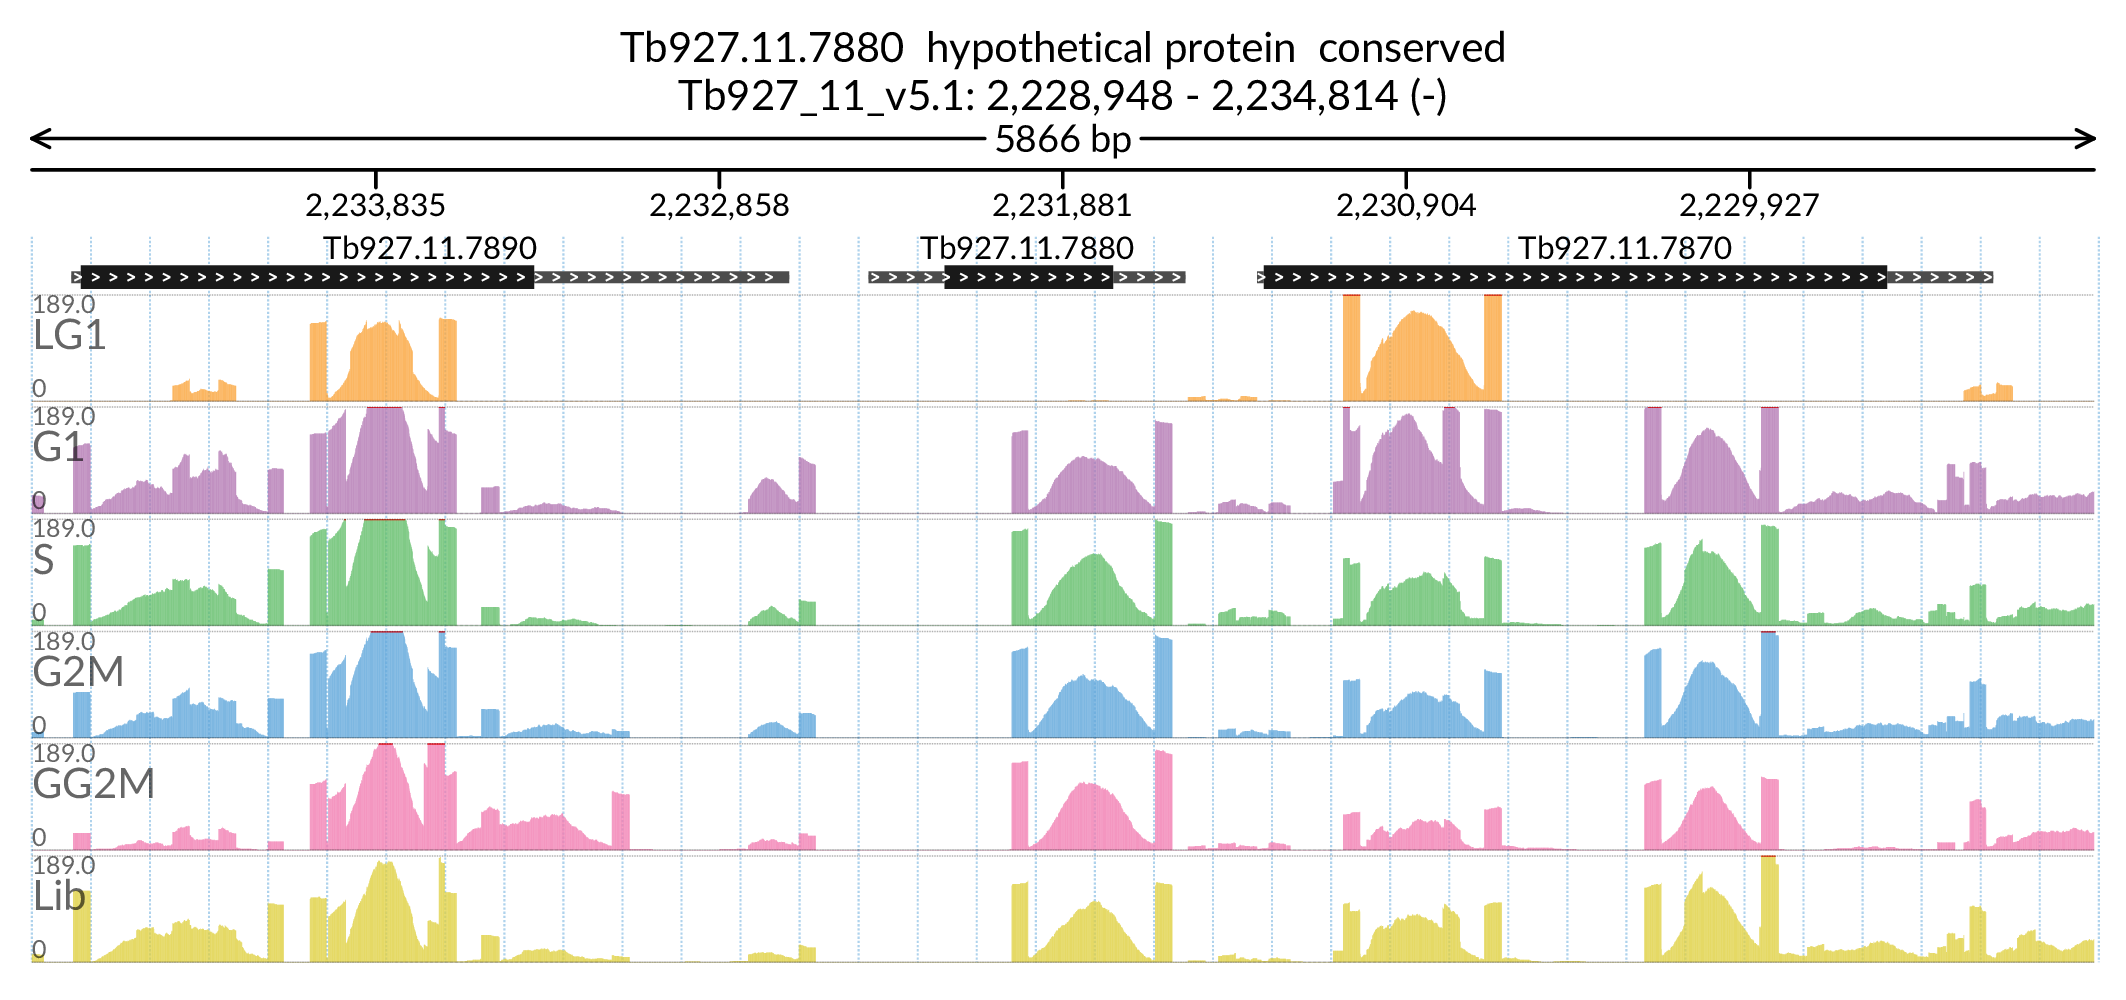 Tb927.11.7880 hypothetical protein conserved
Tb927_11_v5.1: 2,228,948 - 2,234,814 (-)
5866 bp
2,233,835 2,232,858 2,231,881 2,230,904 2,229,927
Tb927.11.7890 Tb927.11.7880 Tb927.11.7870
189.0
LG1
0
189.0
G1
0
189.0
S
0
189.0
G2M
0
189.0
GG2M
0
189.0
Lib
0